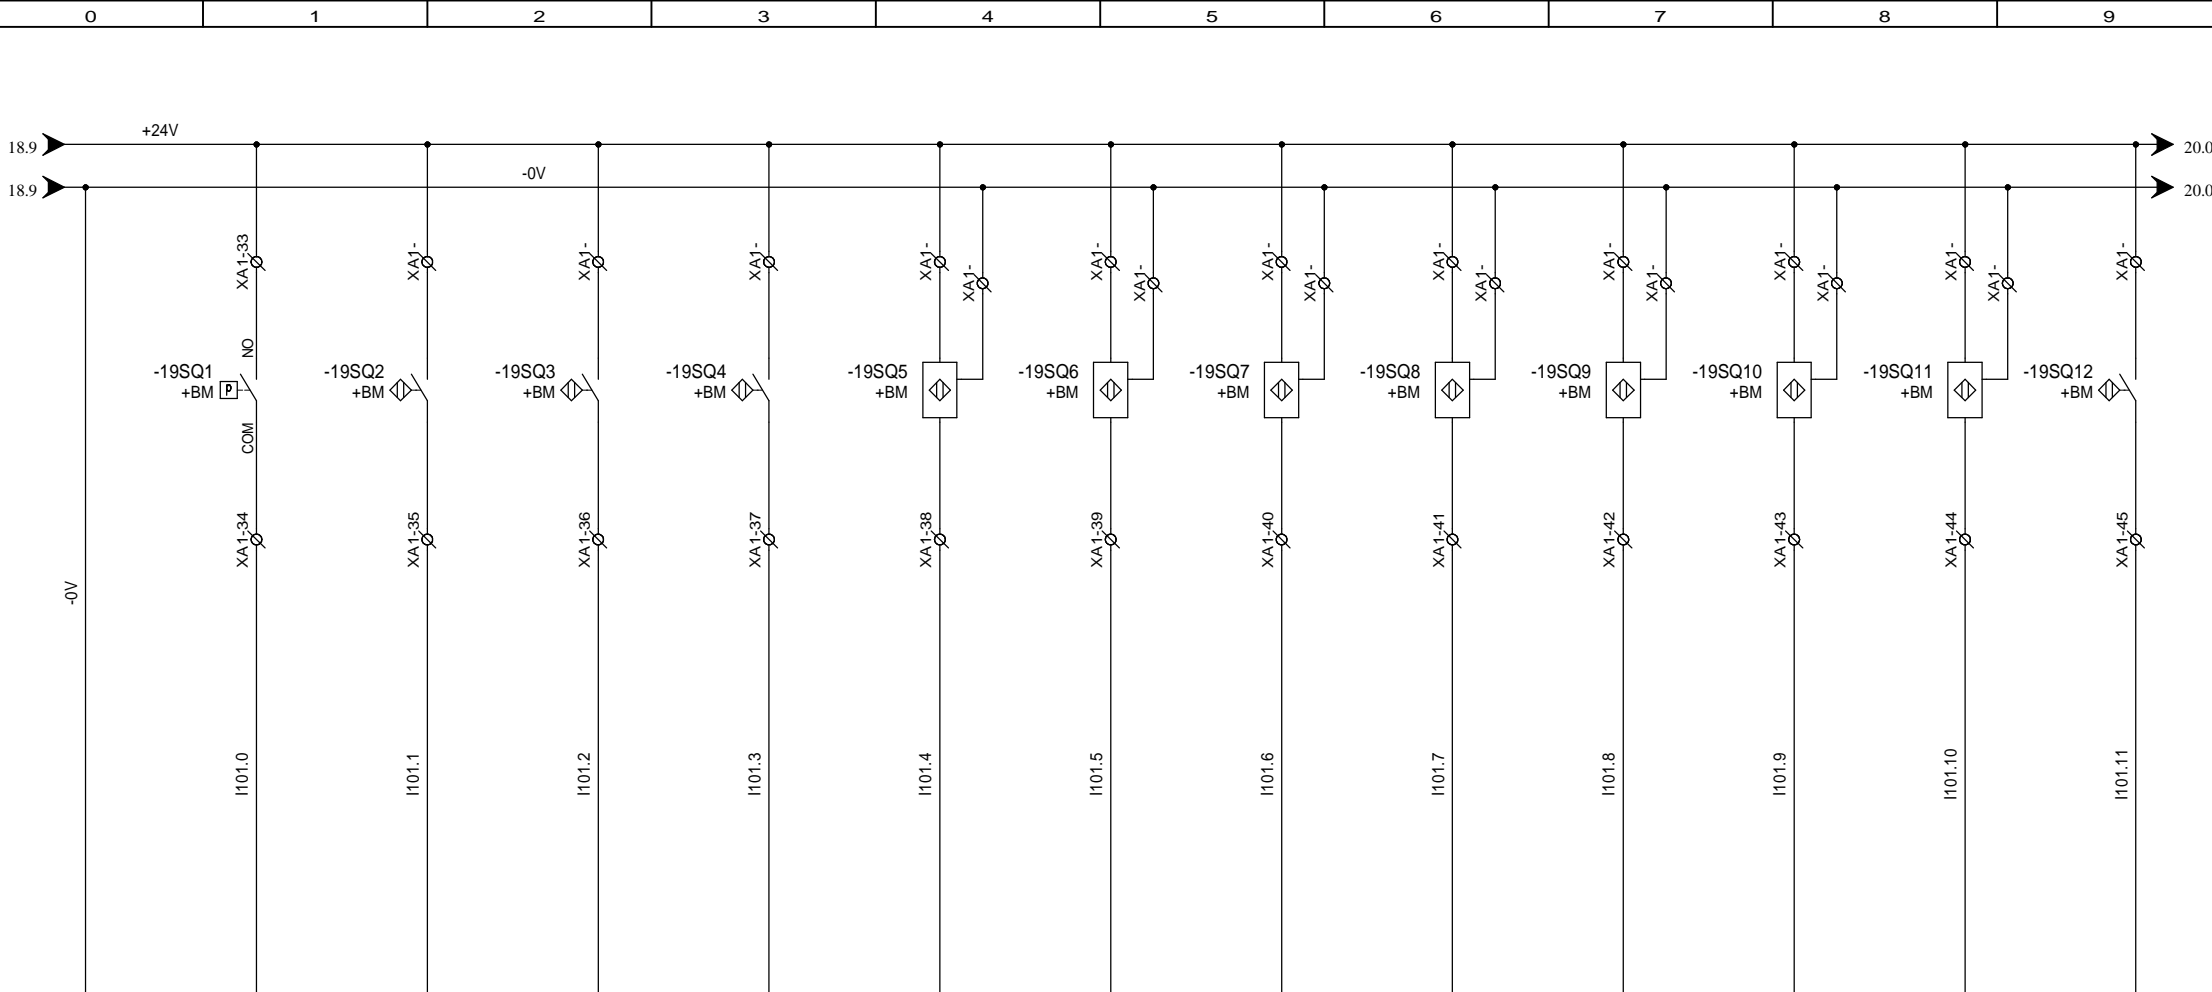 0 1 2 3 4 5 6 7 8 9
+24V
18.9 20.0
-0V
18.9 20.0
XA1-33 XA1- XA1- XA1- XA1- XA1- XA1- XA1- XA1- XA1- XA1- XA1-
XA1- XA1- XA1- XA1- XA1- XA1- XA1-
NO
-19SQ1 -19SQ2 -19SQ3 -19SQ4 -19SQ5 -19SQ6 -19SQ7 -19SQ8 -19SQ9 -19SQ10 -19SQ11 -19SQ12
+BM P +BM +BM +BM +BM +BM +BM +BM +BM +BM +BM +BM
COM
XA1-34 XA1-35 XA1-36 XA1-37 XA1-38 XA1-39 XA1-40 XA1-41 XA1-42 XA1-43 XA1-44 XA1-45
-0V
I101.0 I101.1 I101.2 I101.3 I101.4 I101.5 I101.6 I101.7 I101.8 I101.9 I101.10 I101.11